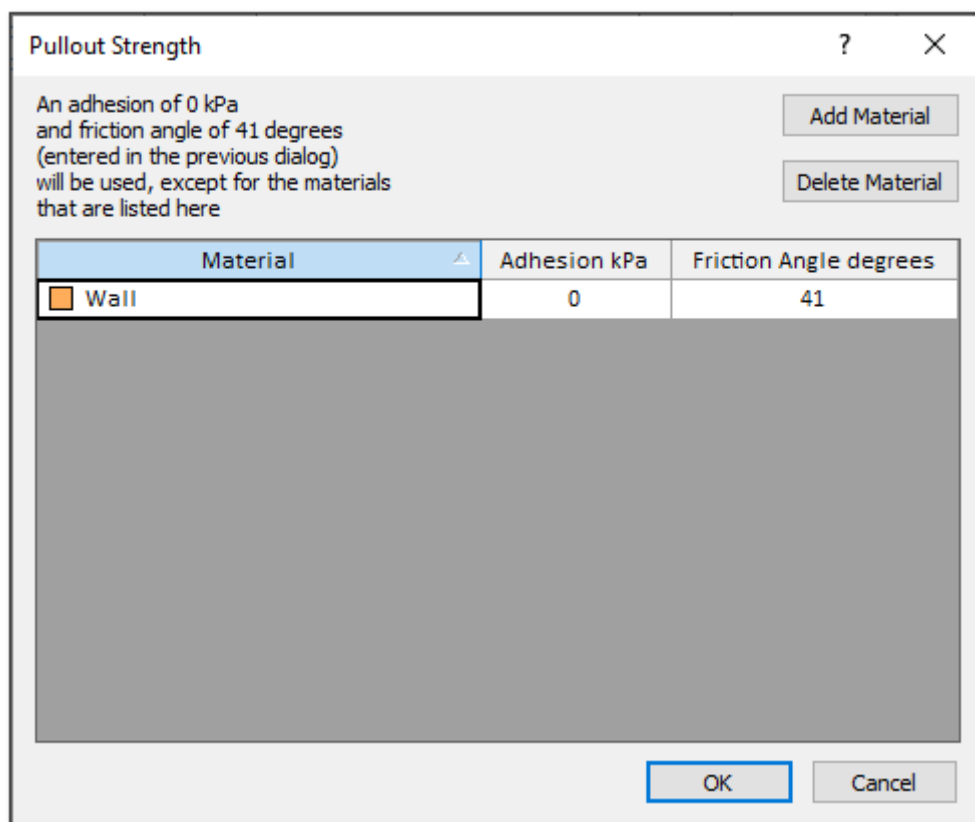 Pullout Strength
?
An adhesion of 0 kPa
and friction angle of 41 degrees
(entered in the previous dialog)
will be used, except for the materials
that are listed here
Add Material
Delete Material
Material Adhesion kPa Friction Angle degrees
Wall 0 41
OK Cancel